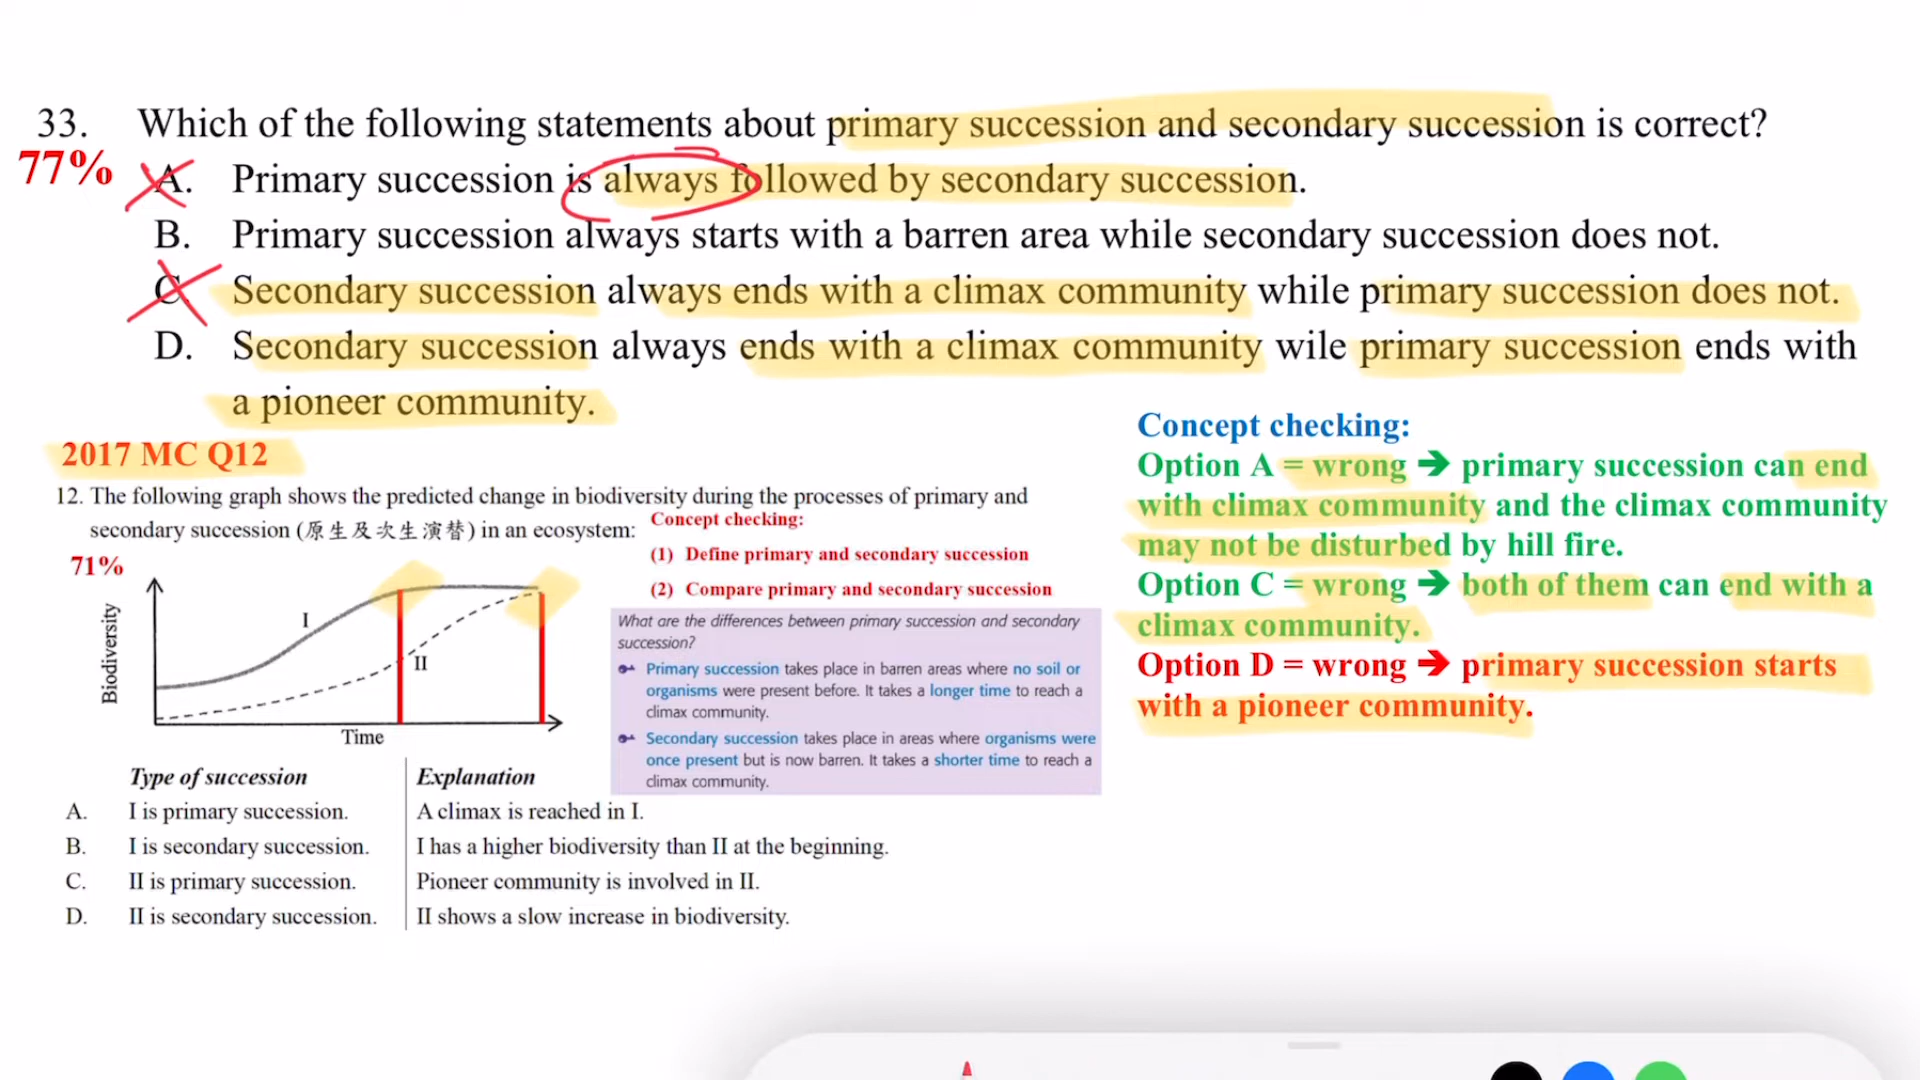 33. Which of the following statements about primary succession and secondary succession is correct?
77%
A. Primary succession is always followed by secondary succession.
B. Primary succession always starts with a barren area while secondary succession does not.
C. Secondary succession always ends with a climax community while primary succession does not.
D. Secondary succession always ends with a climax community wile primary succession ends with
a pioneer community.
2017 MC Q12
12. The following graph shows the predicted change in biodiversity during the processes of primary and
secondary succession (原生及次生演替) in an ecosystem:
71%
Biodiversity
I
II
Time
Concept checking:
(1) Define primary and secondary succession
(2) Compare primary and secondary succession
What are the differences between primary succession and secondary
succession?
Primary succession takes place in barren areas where no soil or
organisms were present before. It takes a longer time to reach a
climax community.
Secondary succession takes place in areas where organisms were
once present but is now barren. It takes a shorter time to reach a
climax community.
Type of succession Explanation
A. I is primary succession. A climax is reached in I.
B. I is secondary succession. I has a higher biodiversity than II at the beginning.
C. II is primary succession. Pioneer community is involved in II.
D. II is secondary succession. II shows a slow increase in biodiversity.
Concept checking:
Option A = wrong ➔ primary succession can end
with climax community and the climax community
may not be disturbed by hill fire.
Option C = wrong ➔ both of them can end with a
climax community.
Option D = wrong ➔ primary succession starts
with a pioneer community.